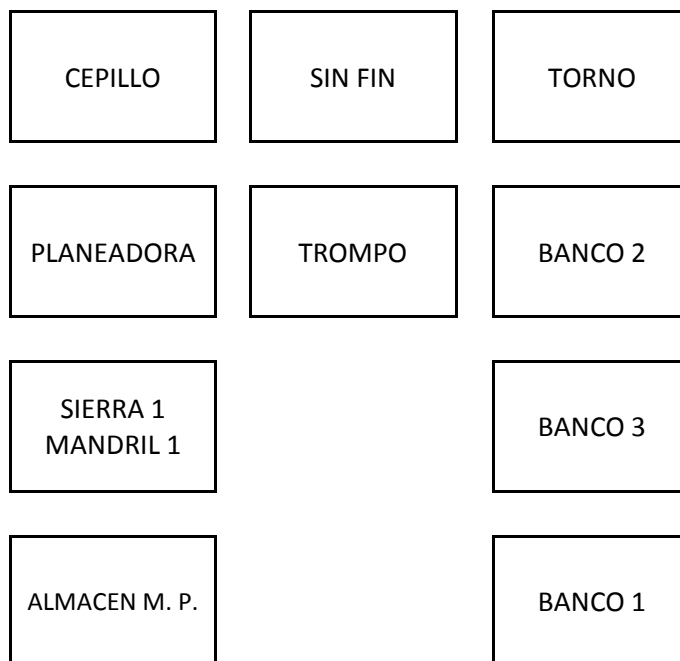 CEPILLO
SIN FIN
TORNO
PLANEADORA
TROMPO
BANCO 2
SIERRA 1
MANDRIL 1
BANCO 3
ALMACEN M. P.
BANCO 1